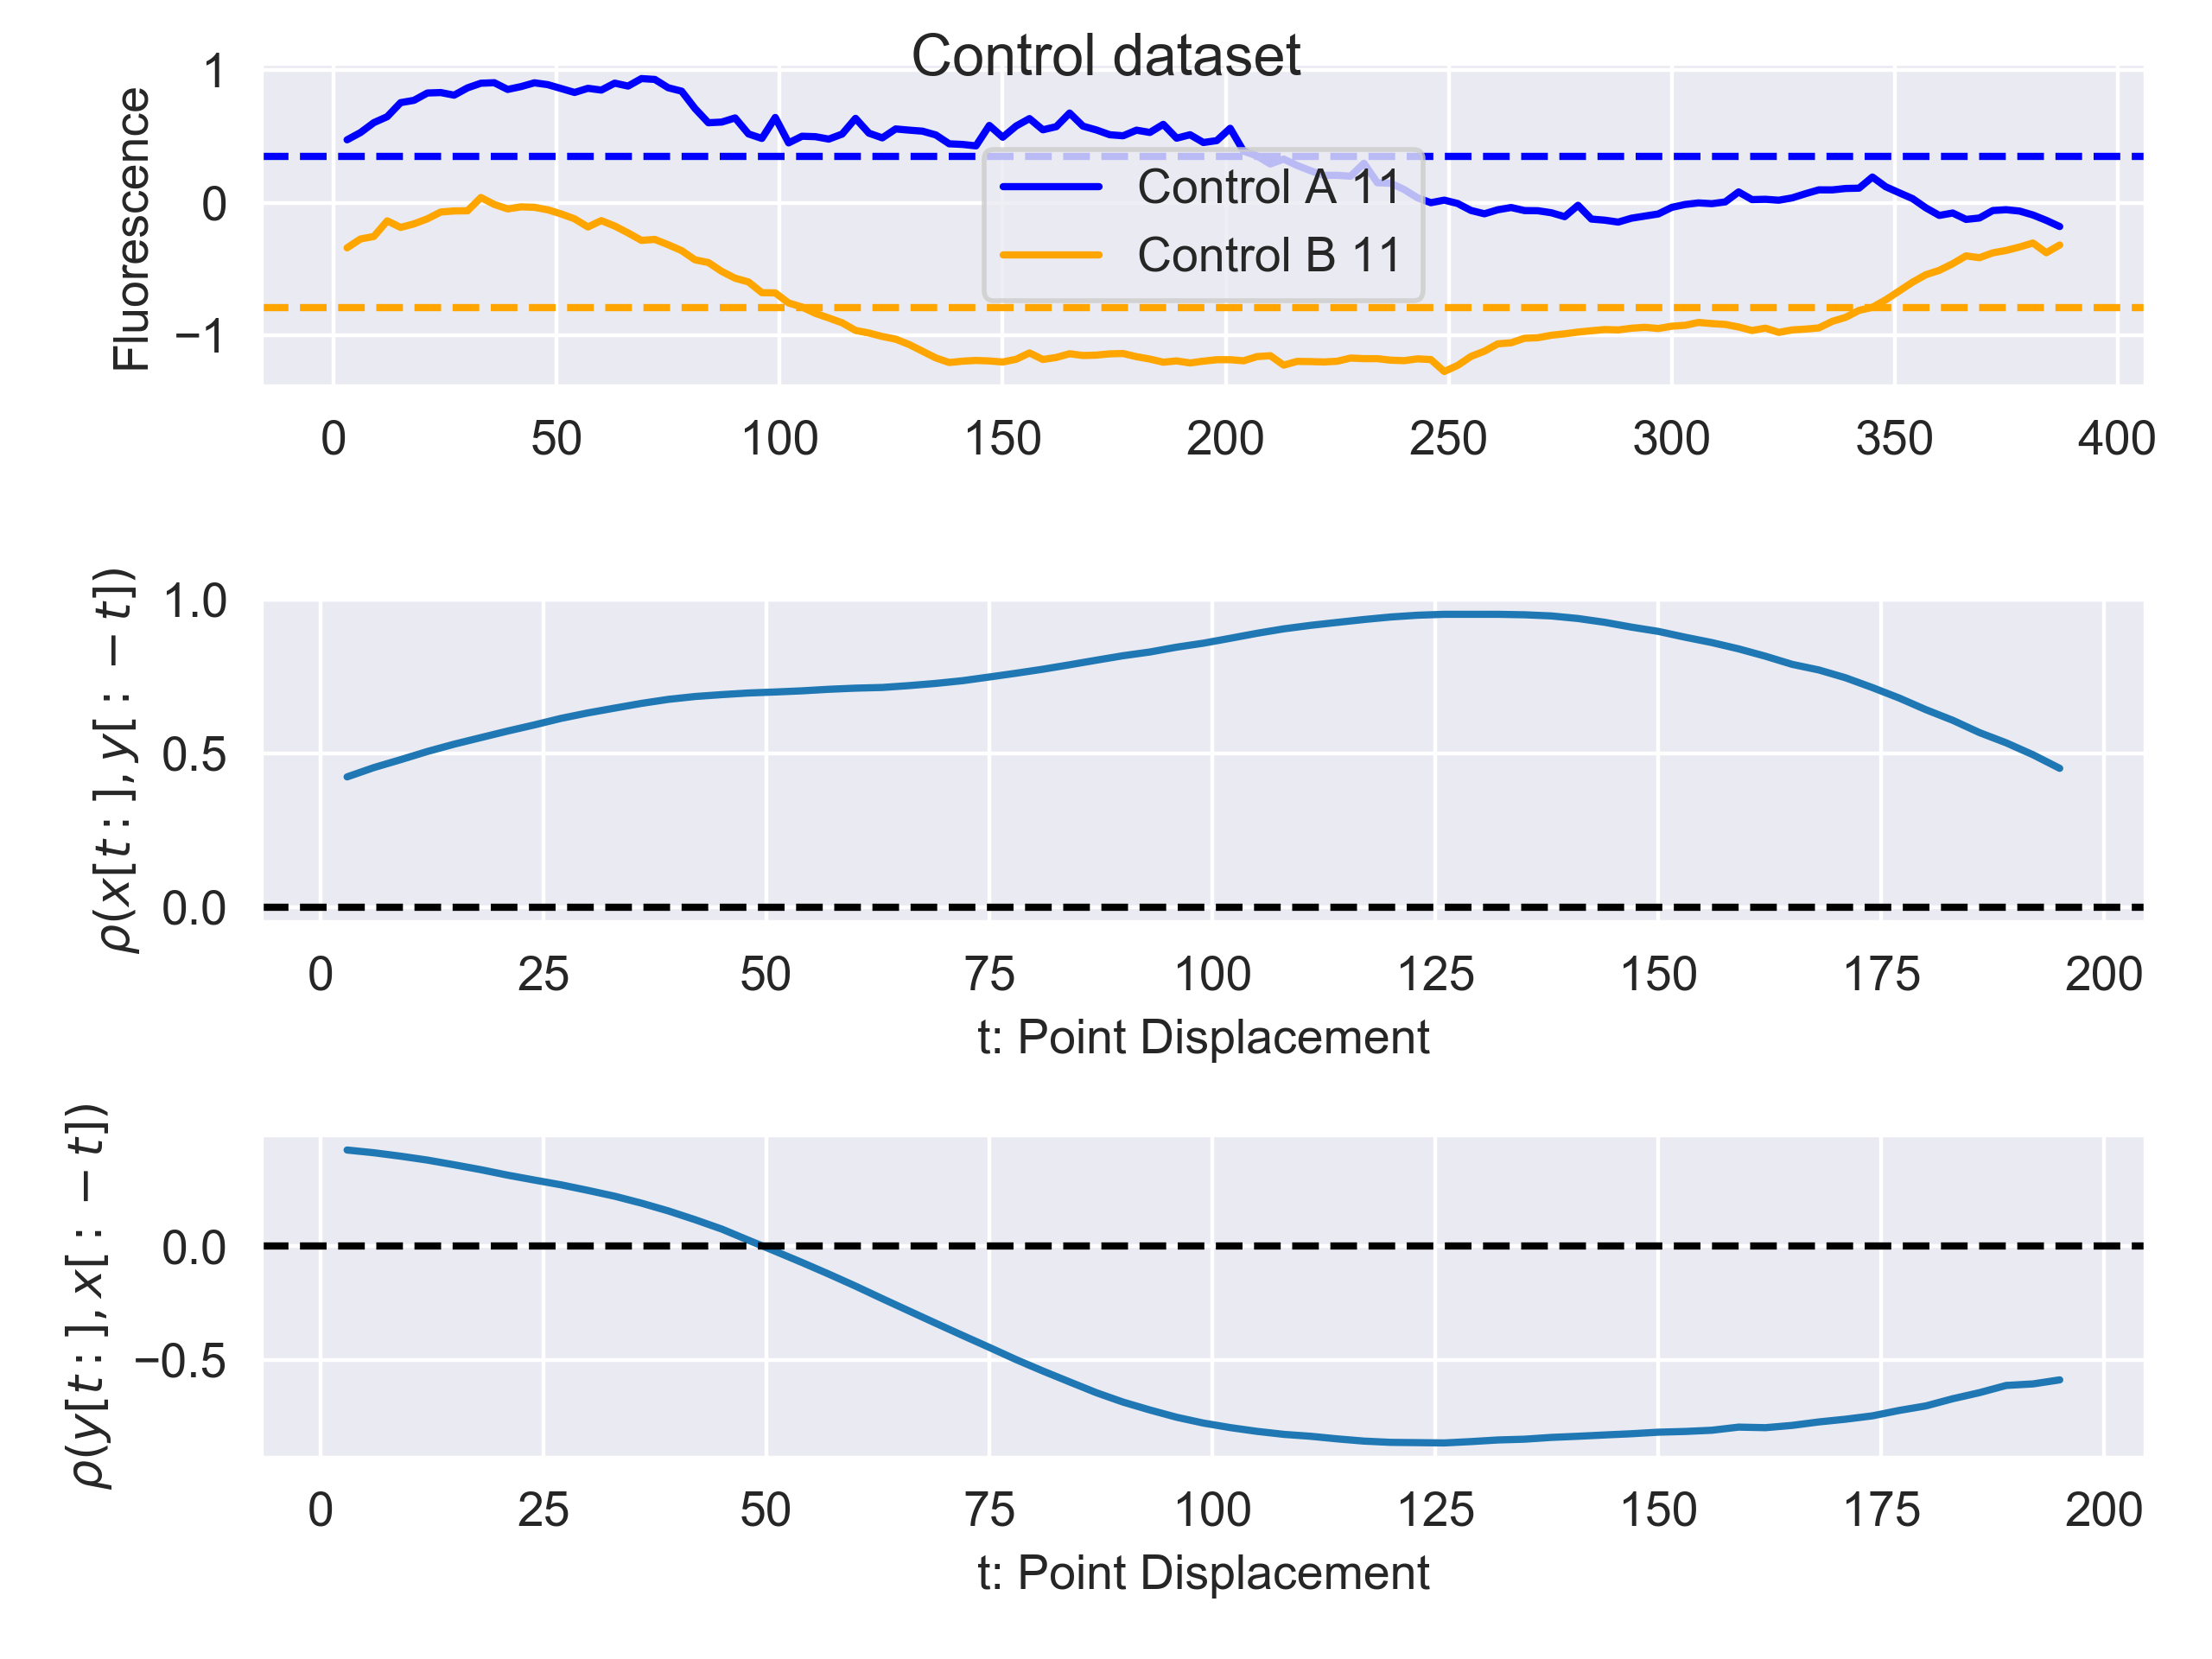 Control dataset
Fluorescence
1
0
−1
Control A 11
Control B 11
0 50 100 150 200 250 300 350 400
ρ(x[t:], y[:−t])
1.0
0.5
0.0
0 25 50 75 100 125 150 175 200
t: Point Displacement
ρ(y[t:], x[:−t])
0.0
−0.5
0 25 50 75 100 125 150 175 200
t: Point Displacement